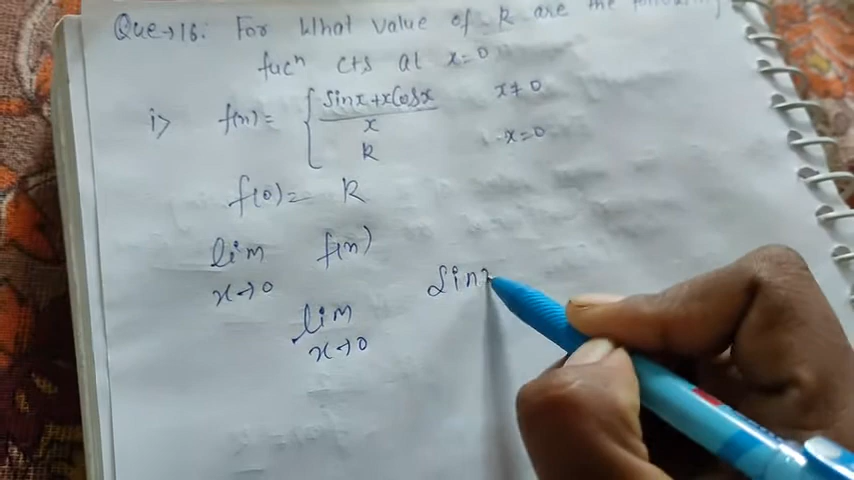 Que→16: For What value of k are the following
fucⁿ cts at x=0
i> f(n)= { sinx+xCosx / x x≠0
k x=0
f(0)= k
lim f(n)
x→0
lim Sinx
x→0